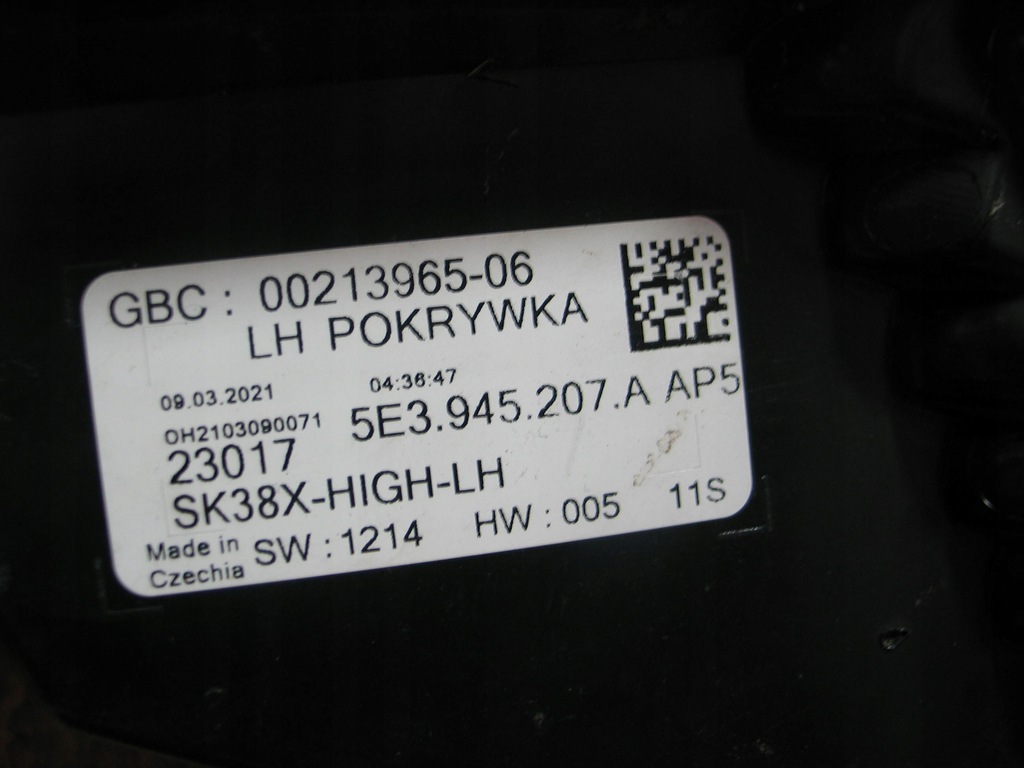 GBC : 00213965-06
LH POKRYWKA
09.03.2021 04:36:47
OH2103090071 5E3.945.207.A AP5
23017
SK38X-HIGH-LH
Made in Czechia SW : 1214 HW : 005 11S